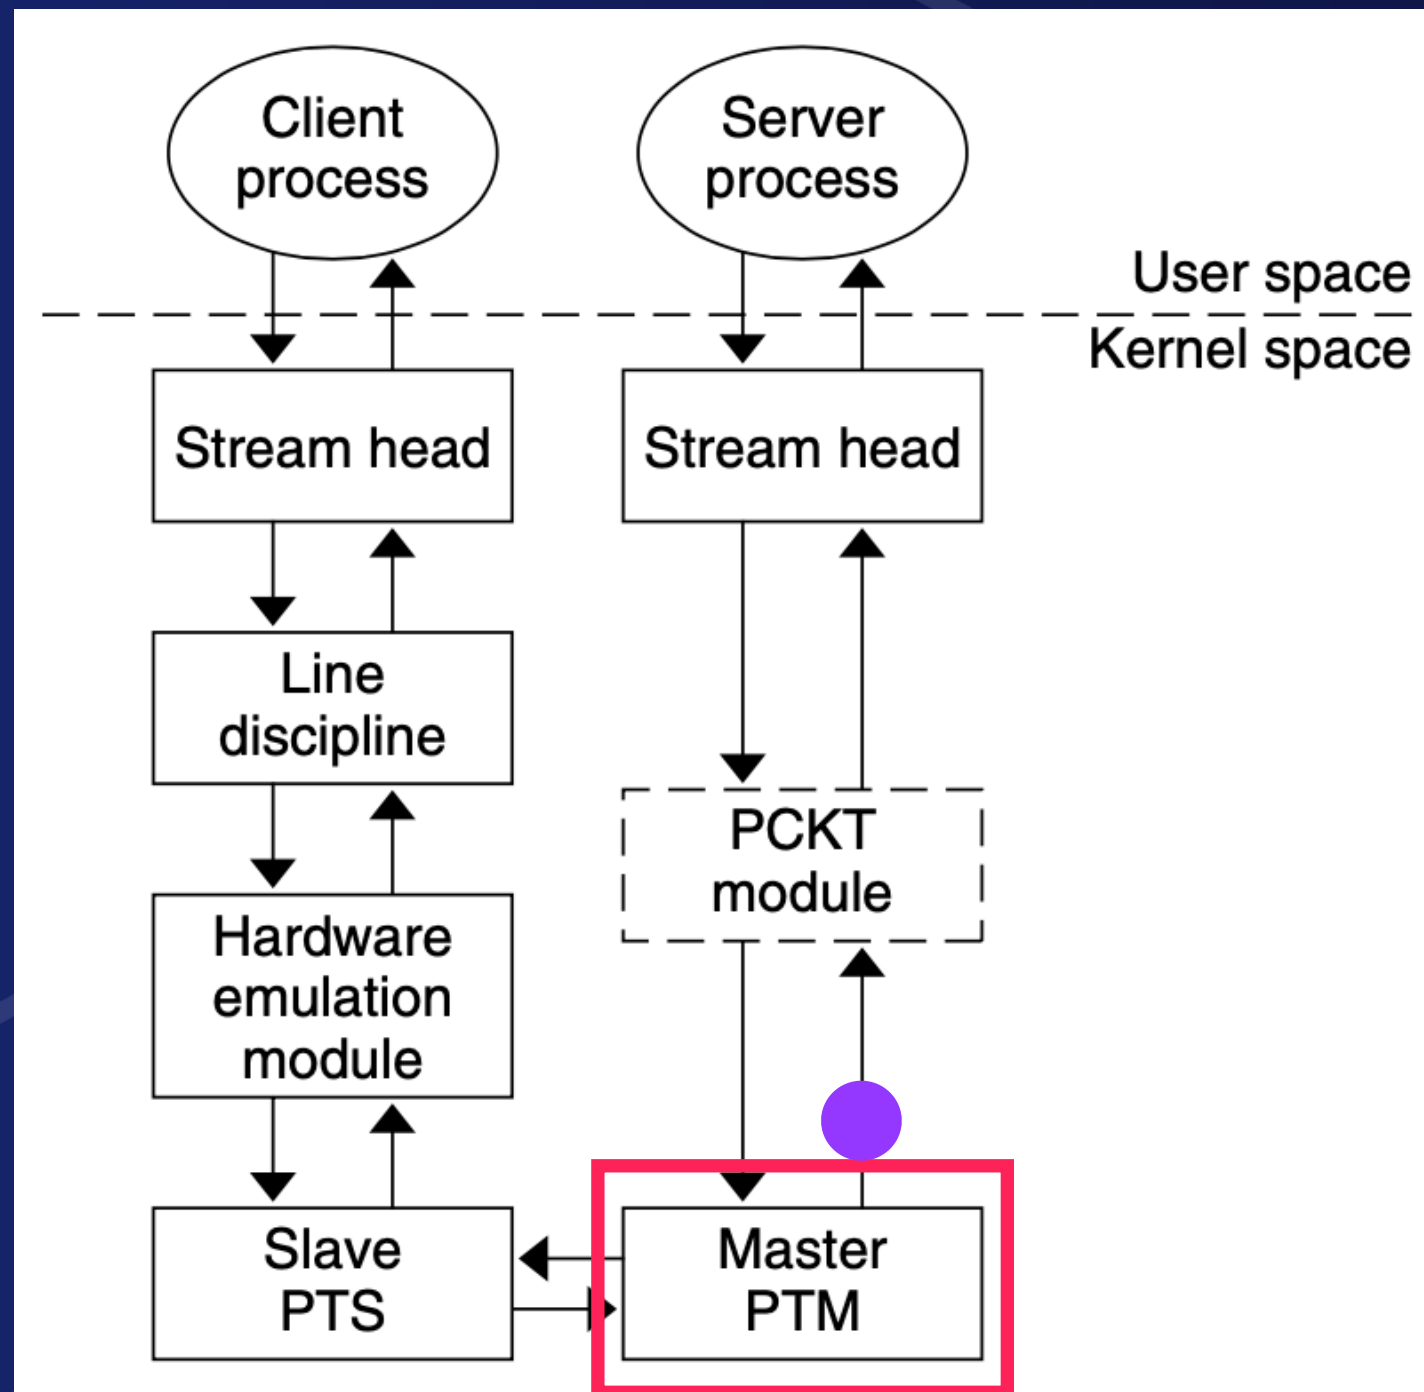 Client
process
Server
process
User space
Kernel space
Stream head
Stream head
Line
discipline
PCKT
module
Hardware
emulation
module
Slave
PTS
Master
PTM